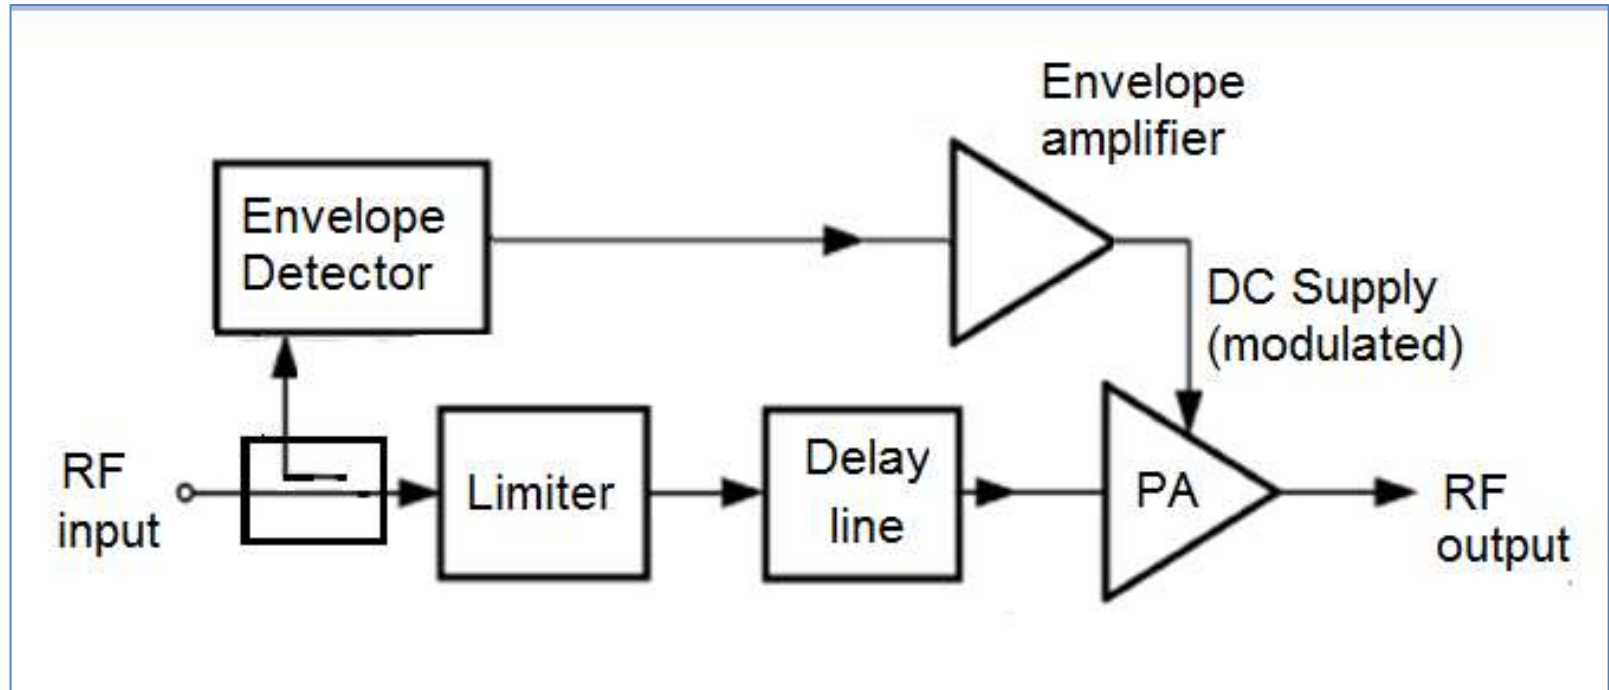 Envelope
amplifier
Envelope
Detector
DC Supply
(modulated)
RF
input
Limiter
Delay
line
PA
RF
output